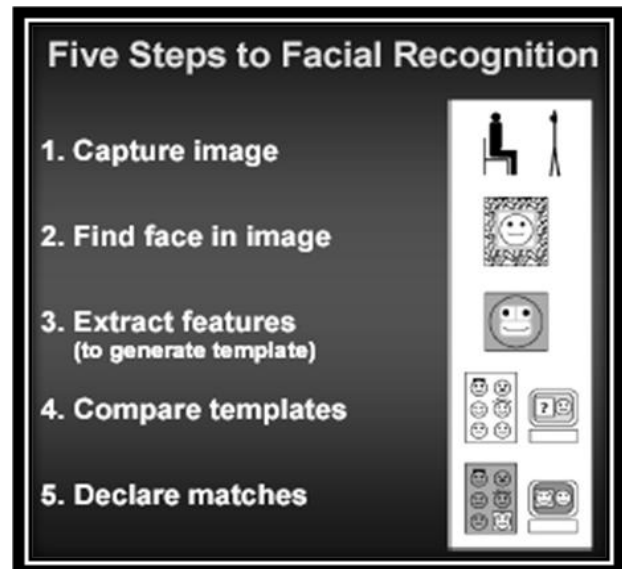 Five Steps to Facial Recognition
1. Capture image
2. Find face in image
3. Extract features
(to generate template)
4. Compare templates
?
5. Declare matches